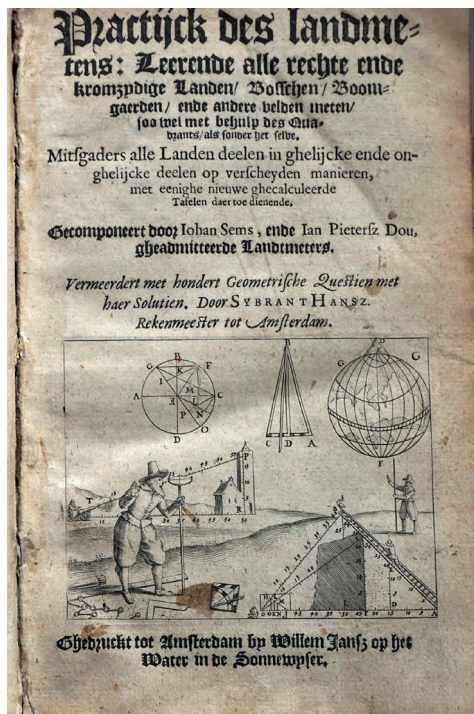 Practijck des landme-
tens: Leerende alle rechte ende
kromzydige Landen/ Bosschen/ Boom-
gaerden/ ende andere velden meten/
soo wel met behulp des Qua-
drants/ als sonder het selve.
Mitsgaders alle Landen deelen in ghelijcke ende on-
ghelijcke deelen op verscheyden manieren,
met eenighe nieuwe ghecalculeerde
Tafelen daer toe dienende.
Gecomponeert door Iohan Sems, ende Ian Pietersz Dou,
gheadmitteerde Landtmeters.
Vermeerdert met hondert Geometrische Questien met
haer Solutien. Door SYBRANT HANSZ.
Rekenmeester tot Amsterdam.
B
G F
K
I
M
A E L C
P N
D O
B
C D A
G C
F
P
R
T
Ghedruckt tot Amsterdam by Willem Jansz op het
Water in de Sonnewyser.